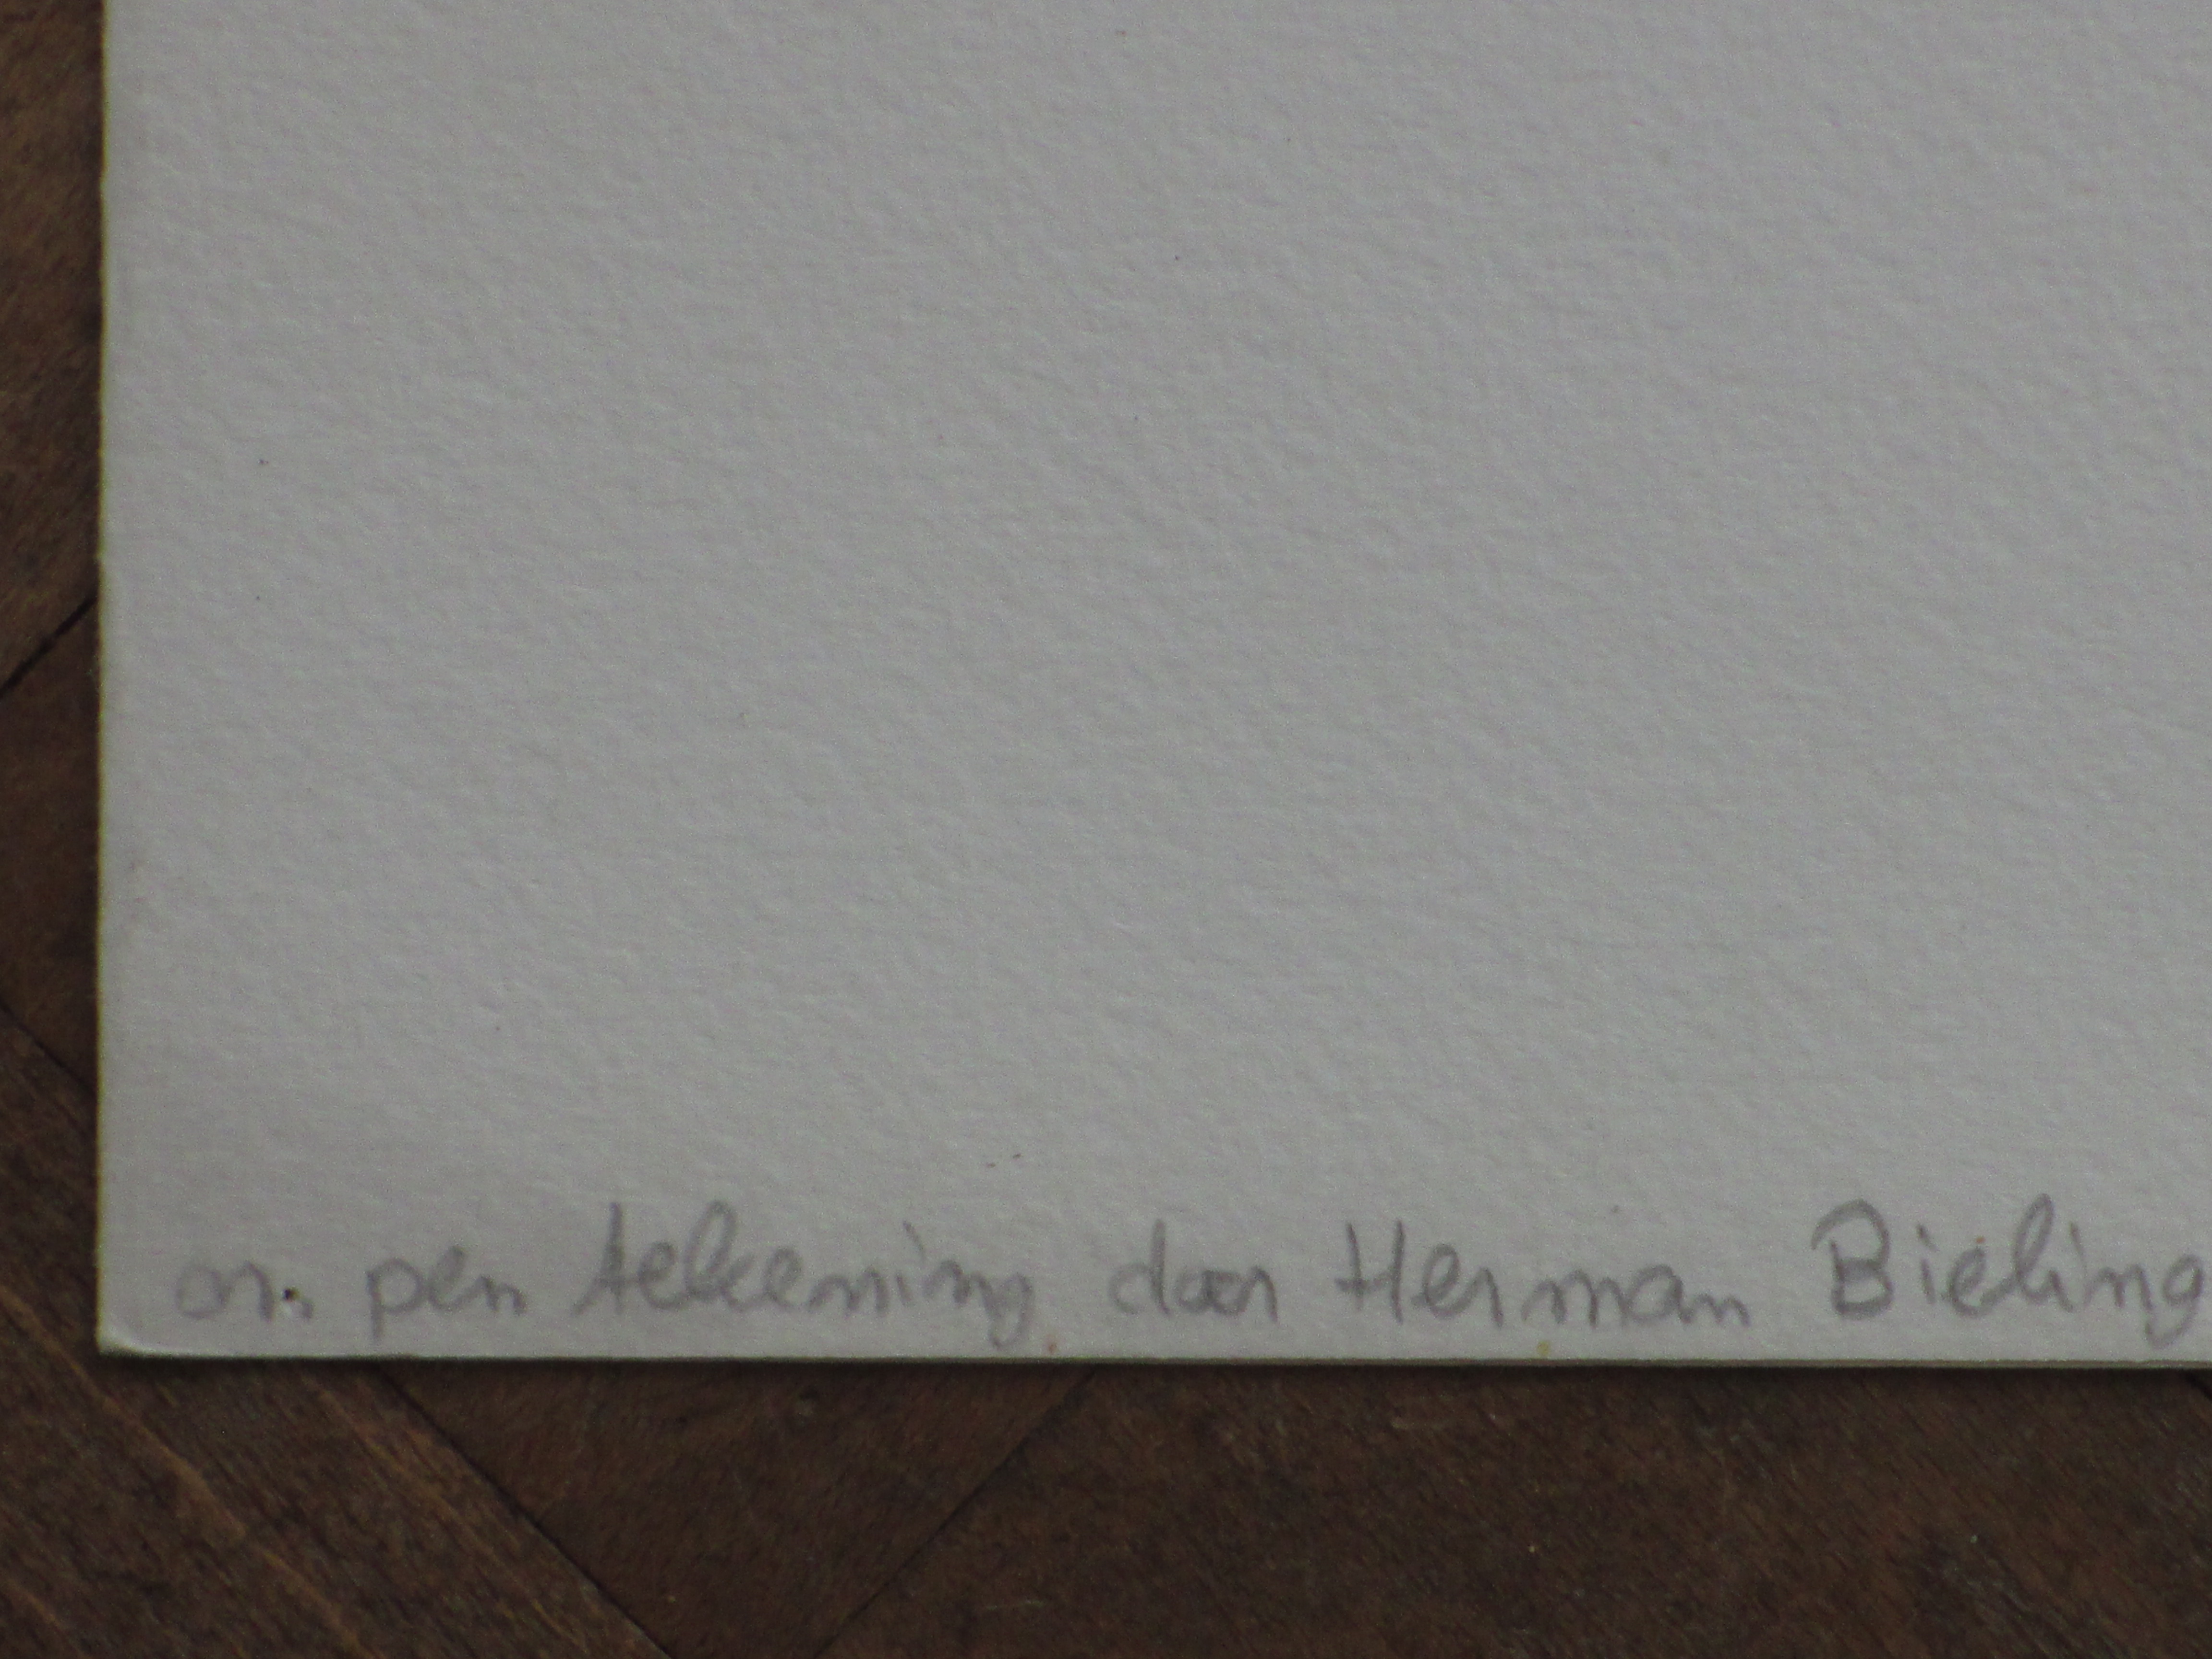 or. pen tekening door Herman Bieling